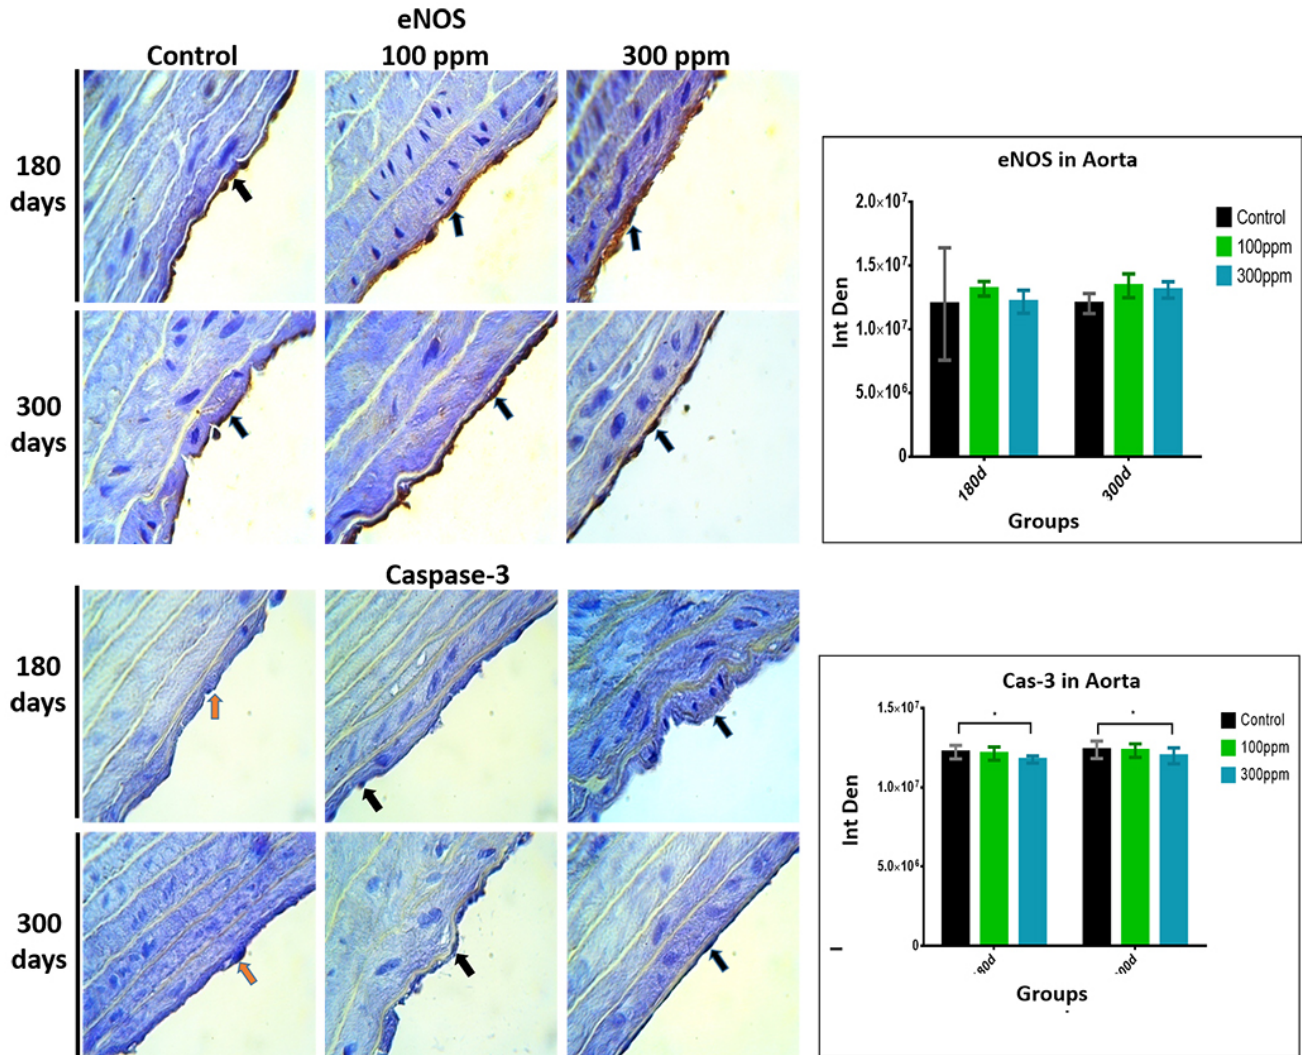 eNOS
Control 100 ppm 300 ppm
180
days
300
days
eNOS in Aorta
2.0×10⁷
1.5×10⁷
1.0×10⁷
5.0×10⁶
0
Int Den
Control
100ppm
300ppm
180d
300d
Groups
Caspase-3
180
days
300
days
Cas-3 in Aorta
1.5×10⁷
1.0×10⁷
5.0×10⁶
0
Int Den
Control
100ppm
300ppm
Groups